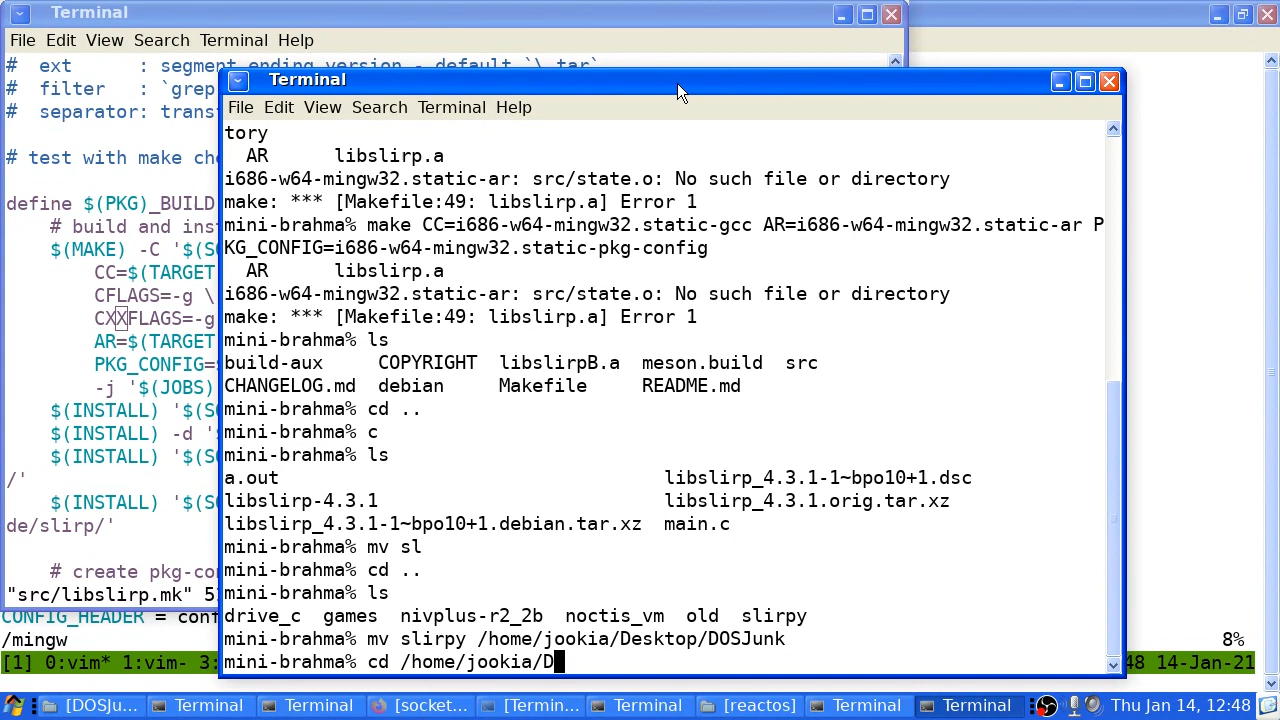 Terminal
File Edit View Search Terminal Help
#  ext      : segment ending version - default `\.tar`
#  filter   : `grep
#  separator: trans
# test with make che
define $(PKG)_BUILD
# build and inst
$(MAKE) -C '$(SO
CC=$(TARGET
CFLAGS=-g \
CXXFLAGS=-g
AR=$(TARGET
PKG_CONFIG=
-j '$(JOBS)
$(INSTALL) '$(SO
$(INSTALL) -d '
$(INSTALL) '$(SO
/'
$(INSTALL) '$(SO
de/slirp/'
# create pkg-con
"src/libslirp.mk" 5
CONFIG_HEADER = conf
/mingw 8%
[1] 0:vim* 1:vim- 3: 48 14-Jan-21
Terminal
File Edit View Search Terminal Help
tory
  AR      libslirp.a
i686-w64-mingw32.static-ar: src/state.o: No such file or directory
make: *** [Makefile:49: libslirp.a] Error 1
mini-brahma% make CC=i686-w64-mingw32.static-gcc AR=i686-w64-mingw32.static-ar P
KG_CONFIG=i686-w64-mingw32.static-pkg-config
  AR      libslirp.a
i686-w64-mingw32.static-ar: src/state.o: No such file or directory
make: *** [Makefile:49: libslirp.a] Error 1
mini-brahma% ls
build-aux     COPYRIGHT  libslirpB.a  meson.build  src
CHANGELOG.md  debian     Makefile     README.md
mini-brahma% cd ..
mini-brahma% c
mini-brahma% ls
a.out                                   libslirp_4.3.1-1~bpo10+1.dsc
libslirp-4.3.1                          libslirp_4.3.1.orig.tar.xz
libslirp_4.3.1-1~bpo10+1.debian.tar.xz  main.c
mini-brahma% mv sl
mini-brahma% cd ..
mini-brahma% ls
drive_c  games  nivplus-r2_2b  noctis_vm  old  slirpy
mini-brahma% mv slirpy /home/jookia/Desktop/DOSJunk
mini-brahma% cd /home/jookia/D
[DOSJu... Terminal Terminal [socket... [Termin... Terminal [reactos] Terminal Terminal Thu Jan 14, 12:48